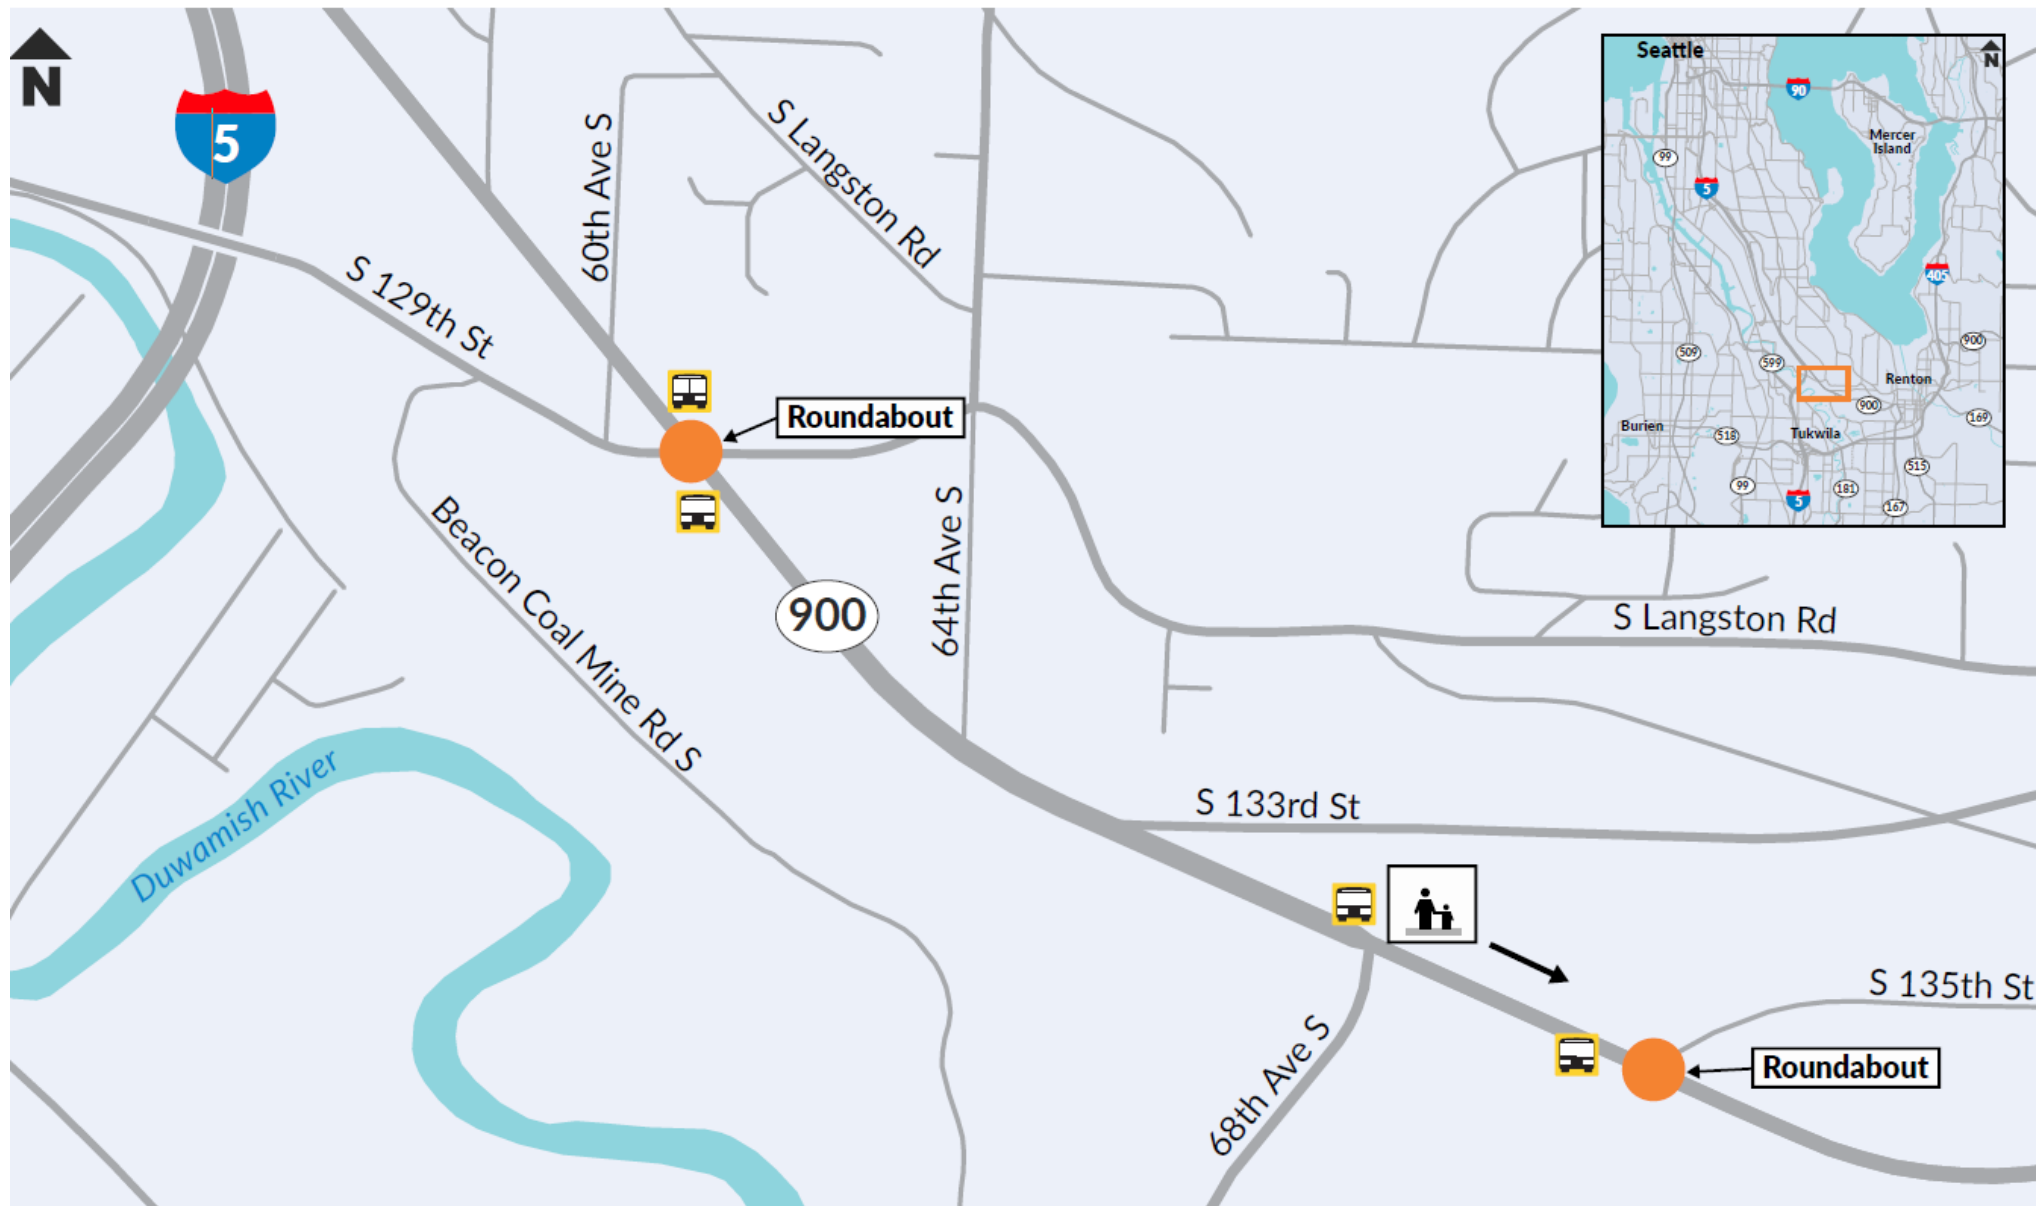 N
5
S 129th St
60th Ave S
S Langston Rd
Roundabout
Beacon Coal Mine Rd S
900
64th Ave S
S Langston Rd
Duwamish River
S 133rd St
S 135th St
68th Ave S
Roundabout
Seattle
N
90
Mercer
Island
99
5
405
509
599
900
Renton
900
169
Burien
518
Tukwila
515
99
5
181
167